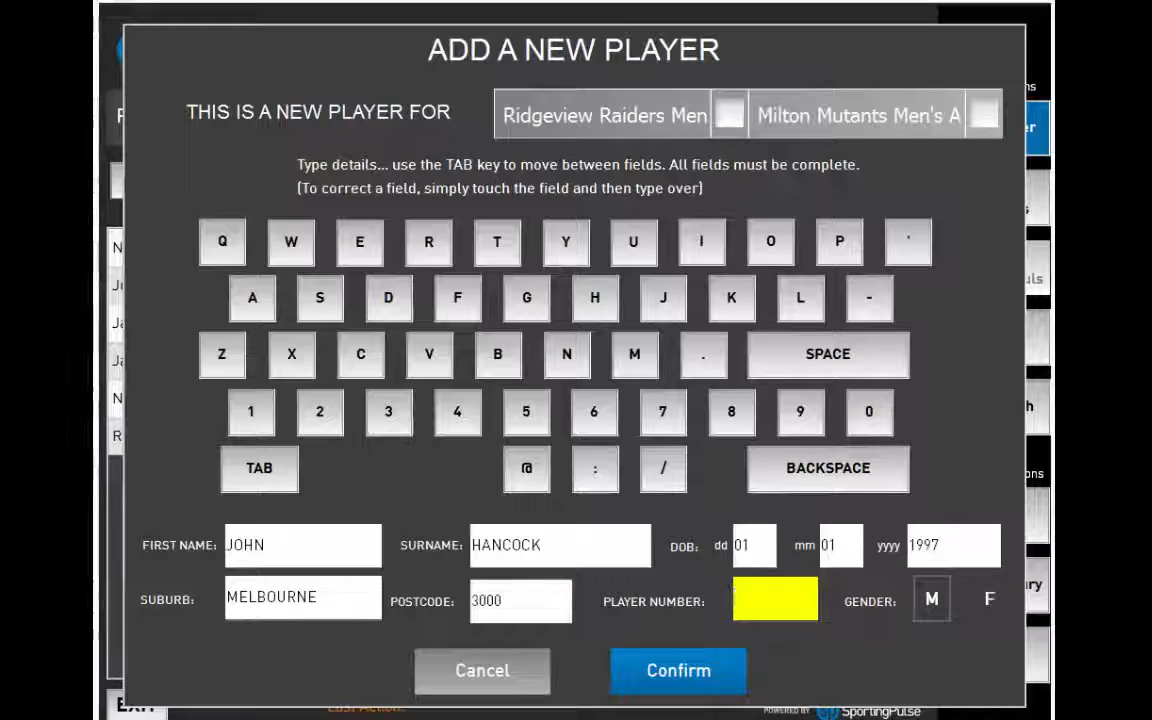 ADD A NEW PLAYER
THIS IS A NEW PLAYER FOR Ridgeview Raiders Men Milton Mutants Men's A
Type details... use the TAB key to move between fields. All fields must be complete.
(To correct a field, simply touch the field and then type over)
Q W E R T Y U I O P '
A S D F G H J K L -
Z X C V B N M . SPACE
1 2 3 4 5 6 7 8 9 0
TAB @ : / BACKSPACE
FIRST NAME: JOHN SURNAME: HANCOCK DOB: dd 01 mm 01 yyyy 1997
SUBURB: MELBOURNE POSTCODE: 3000 PLAYER NUMBER: GENDER: M F
Cancel Confirm
POWERED BY SportingPulse